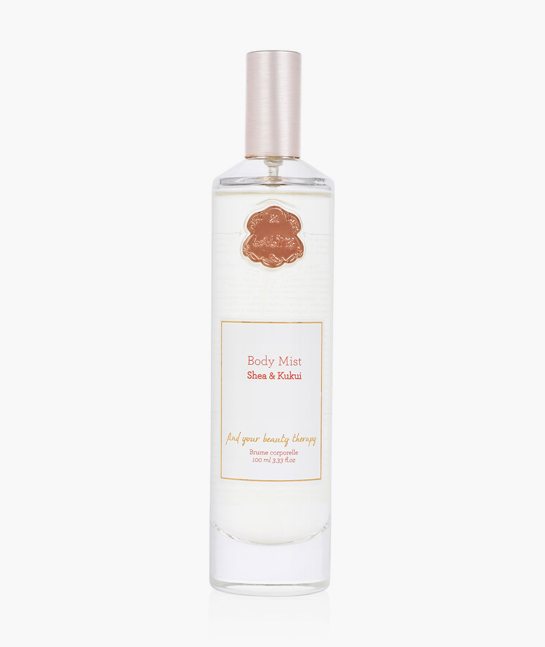 Body Mist
Shea & Kukui
find your beauty therapy
Brume corporelle
100 ml 3,33 fl.oz